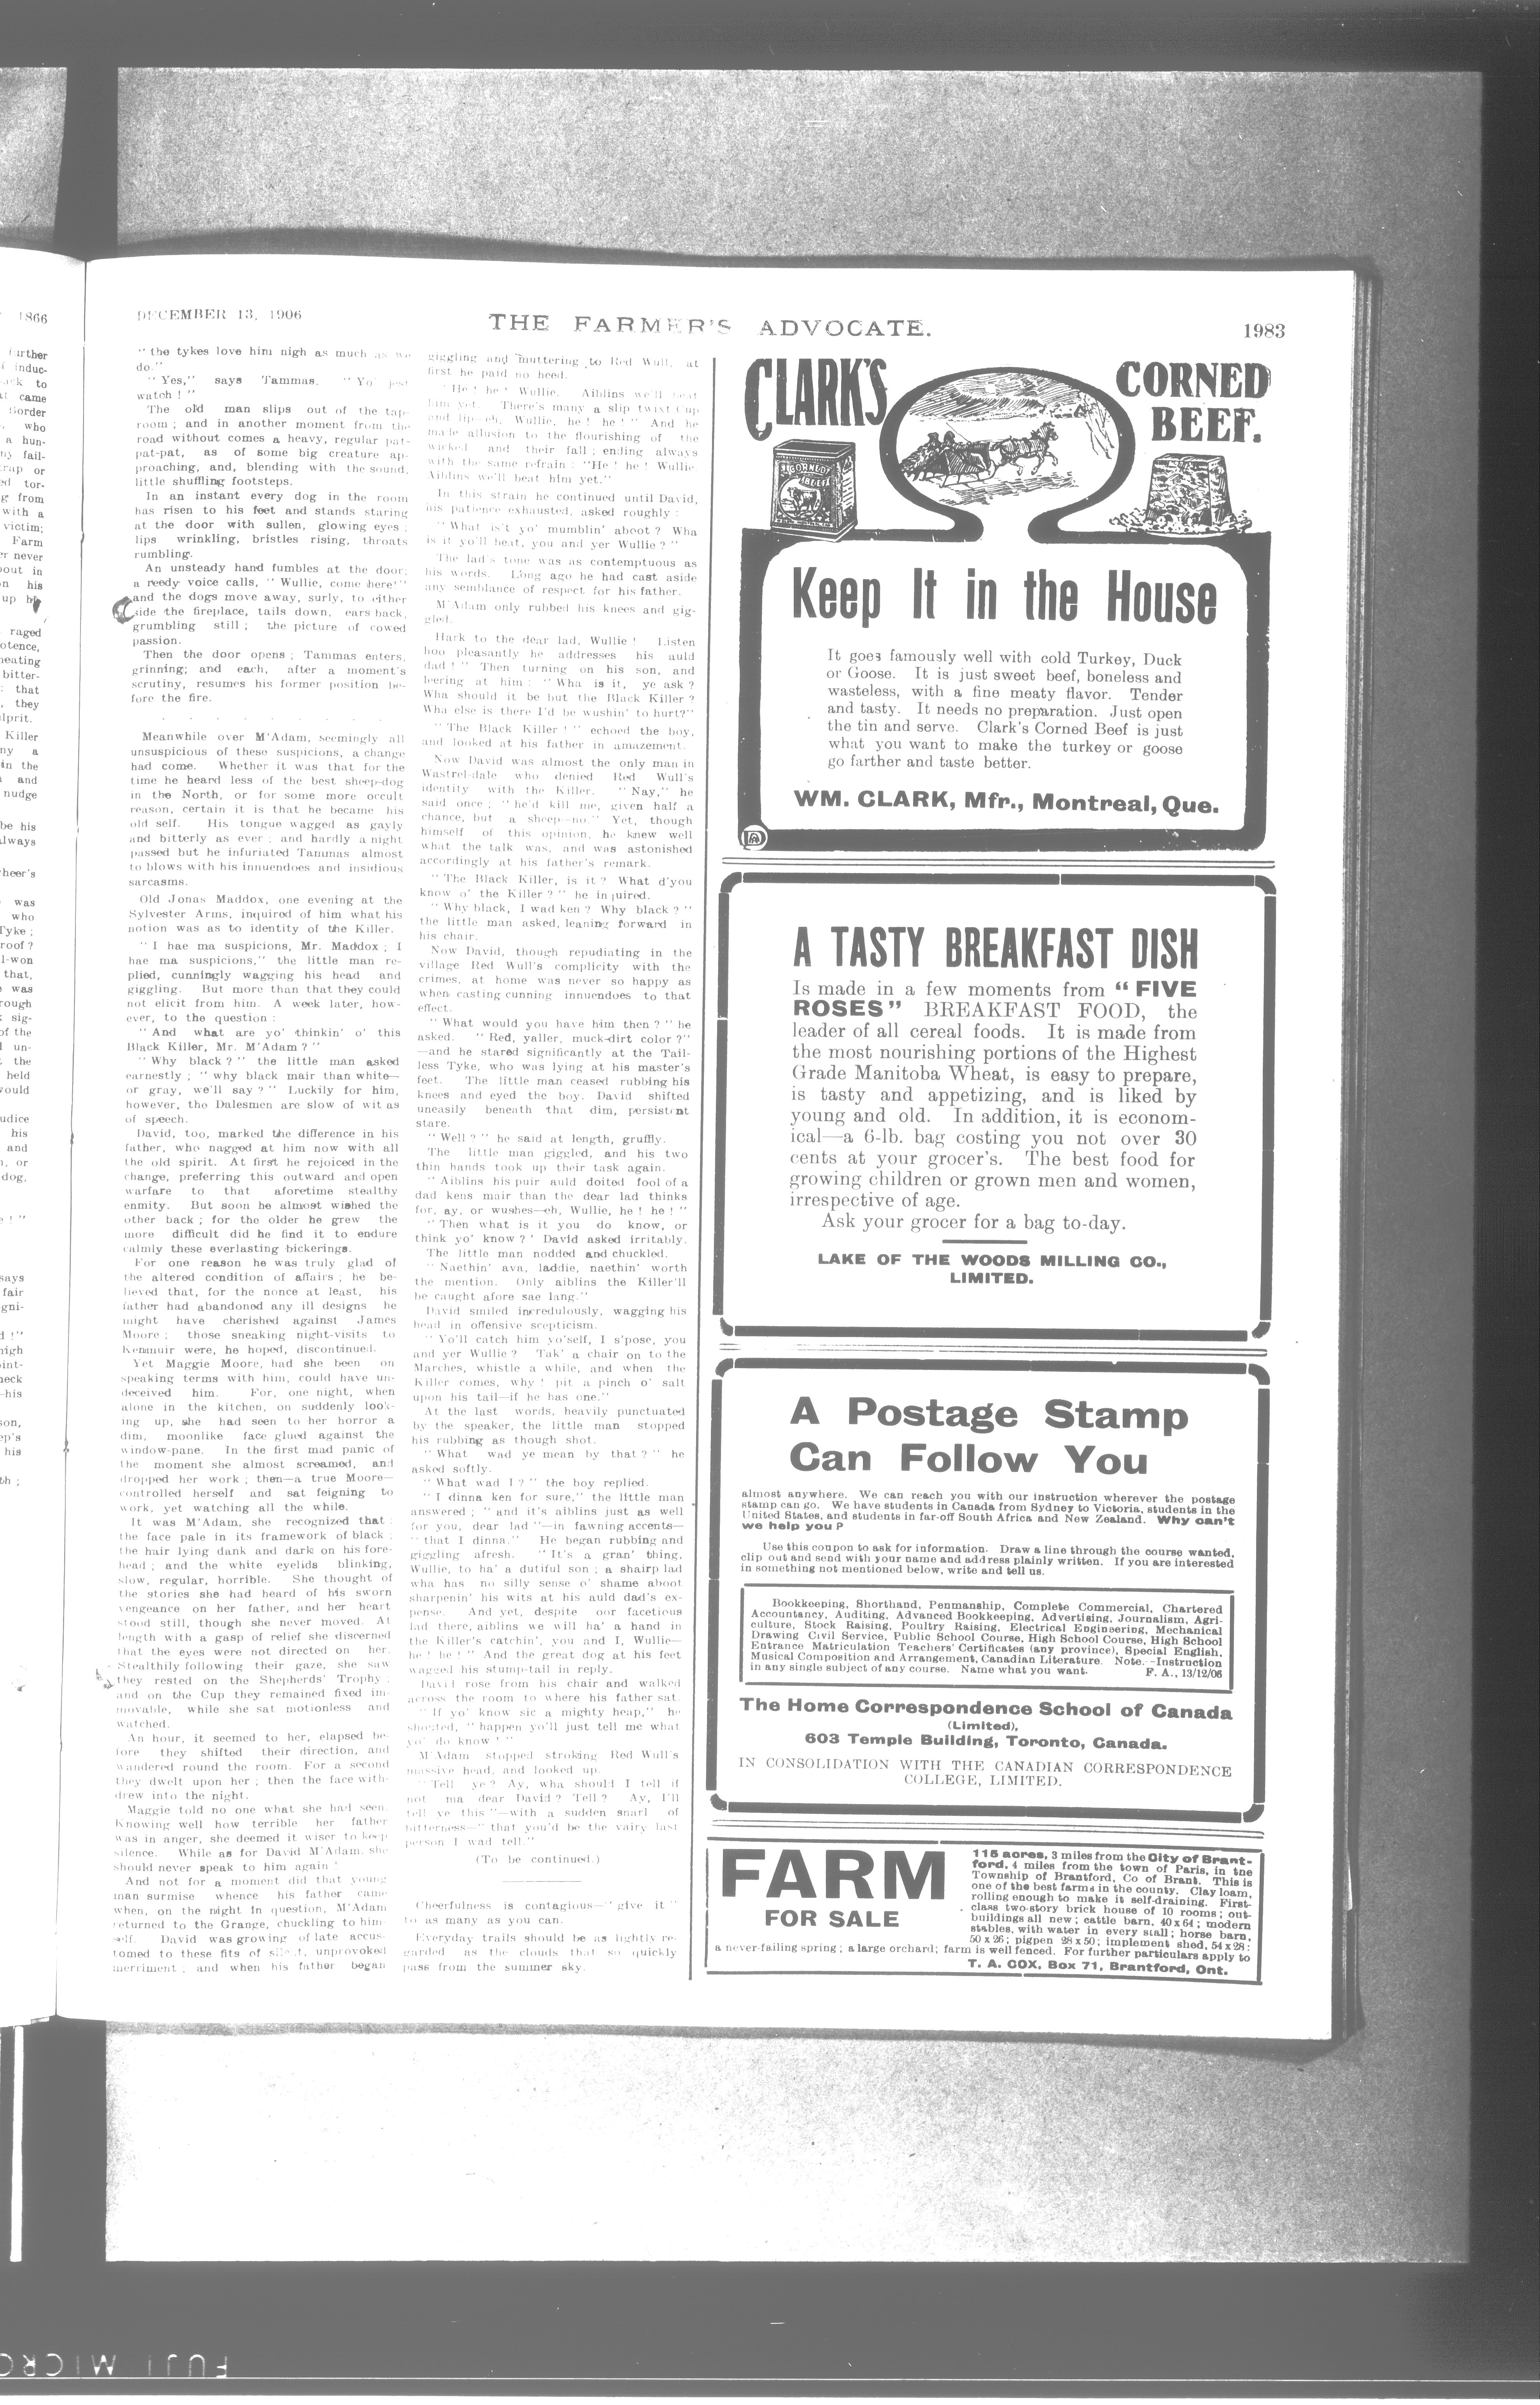 DECEMBER 13, 1906
THE FARMER'S ADVOCATE.
1983
" the tykes love him nigh as much as we
do."
" Yes," says Tammas. " Yo jest
watch ! "
The old man slips out of the tap-
room ; and in another moment from the
road without comes a heavy, regular pat-
pat-pat, as of some big creature ap-
proaching, and, blending with the sound,
little shuffling footsteps.
In an instant every dog in the room
has risen to his feet and stands staring
at the door with sullen, glowing eyes ;
lips wrinkling, bristles rising, throats
rumbling.
An unsteady hand fumbles at the door;
a reedy voice calls, " Wullie, come here!"
and the dogs move away, surly, to either
side the fireplace, tails down, ears back,
grumbling still ; the picture of cowed
passion.
Then the door opens ; Tammas enters,
grinning; and each, after a moment's
scrutiny, resumes his former position be-
fore the fire.
Meanwhile over M'Adam, seemingly all
unsuspicious of these suspicions, a change
had come. Whether it was that for the
time he heard less of the best sheep-dog
in the North, or for some more occult
reason, certain it is that he became his
old self. His tongue wagged as gayly
and bitterly as ever ; and hardly a night
passed but he infuriated Tammas almost
to blows with his innuendoes and insidious
sarcasms.
Old Jonas Maddox, one evening at the
Sylvester Arms, inquired of him what his
notion was as to identity of the Killer.
" I hae ma suspicions, Mr. Maddox ; I
hae ma suspicions," the little man re-
plied, cunningly wagging his head and
giggling. But more than that they could
not elicit from him. A week later, how-
ever, to the question :
" And what are yo' thinkin' o' this
Black Killer, Mr. M'Adam ? "
" Why black ? " the little man asked
earnestly ; " why black mair than white—
or gray, we'll say ? " Luckily for him,
however, the Dalesmen are slow of wit as
of speech.
David, too, marked the difference in his
father, who nagged at him now with all
the old spirit. At first he rejoiced in the
change, preferring this outward and open
warfare to that aforetime stealthy
enmity. But soon he almost wished the
other back ; for the older he grew the
more difficult did he find it to endure
calmly these everlasting bickerings.
For one reason he was truly glad of
the altered condition of affairs ; he be-
lieved that, for the nonce at least, his
father had abandoned any ill designs he
might have cherished against James
Moore ; those sneaking night-visits to
Kenmuir were, he hoped, discontinued.
Yet Maggie Moore, had she been on
speaking terms with him, could have un-
deceived him. For, one night, when
alone in the kitchen, on suddenly look-
ing up, she had seen to her horror a
dim, moonlike face glued against the
window-pane. In the first mad panic of
the moment she almost screamed, and
dropped her work ; then—a true Moore—
controlled herself and sat feigning to
work, yet watching all the while.
It was M'Adam, she recognized that :
the face pale in its framework of black ;
the hair lying dank and dark on his fore-
head ; and the white eyelids blinking,
slow, regular, horrible. She thought of
the stories she had heard of his sworn
vengeance on her father, and her heart
stood still, though she never moved. At
length with a gasp of relief she discerned
that the eyes were not directed on her.
Stealthily following their gaze, she saw
they rested on the Shepherds' Trophy ;
and on the Cup they remained fixed im-
movable, while she sat motionless and
watched.
An hour, it seemed to her, elapsed be-
fore they shifted their direction, and
wandered round the room. For a second
they dwelt upon her ; then the face with-
drew into the night.
Maggie told no one what she had seen.
Knowing well how terrible her father
was in anger, she deemed it wiser to keep
silence. While as for David M'Adam, she
should never speak to him again !
And not for a moment did that young
man surmise whence his father came
when, on the night in question, M'Adam
returned to the Grange, chuckling to him-
self. David was growing of late accus-
tomed to these fits of silent, unprovoked
merriment ; and when his father began
giggling and muttering to Red Wull, at
first he paid no heed.
" He ! he ! Wullie. Aiblins we'll beat
him yet. There's many a slip twixt Cup
and lip—eh, Wullie, he ! he ! " And he
made allusion to the flourishing of the
wicked and their fall ; ending always
with the same refrain : "He ! he ! Wullie
Aiblins we'll beat him yet."
In this strain he continued until David,
his patience exhausted, asked roughly :
" What is't yo' mumblin' aboot ? Wha
is it yo'll beat, you and yer Wullie ? "
The lad's tone was as contemptuous as
his words. Long ago he had cast aside
any semblance of respect for his father.
M'Adam only rubbed his knees and gig-
gled.
Hark to the dear lad, Wullie ! Listen
hoo pleasantly he addresses his auld
dad ! " Then turning on his son, and
leering at him : " Wha is it, ye ask ?
Wha should it be but the Black Killer ?
Wha else is there I'd be wushin' to hurt?"
" The Black Killer ! " echoed the boy,
and looked at his father in amazement.
Now David was almost the only man in
Wastrel-dale who denied Red Wull's
identity with the Killer. " Nay," he
said once ; " he'd kill me, given half a
chance, but a sheep—no." Yet, though
himself of this opinion, he knew well
what the talk was, and was astonished
accordingly at his father's remark.
" The Black Killer, is it ? What d'you
know o' the Killer ? " he inquired.
" Why black, I wad ken ? Why black ? "
the little man asked, leaning forward in
his chair.
Now David, though repudiating in the
village Red Wull's complicity with the
crimes, at home was never so happy as
when casting cunning innuendoes to that
effect.
" What would you have him then ? " he
asked. " Red, yaller, muck-dirt color ?"
—and he stared significantly at the Tail-
less Tyke, who was lying at his master's
feet. The little man ceased rubbing his
knees and eyed the boy. David shifted
uneasily beneath that dim, persistent
stare.
" Well ? " he said at length, gruffly.
The little man giggled, and his two
thin hands took up their task again.
" Aiblins his puir auld doited fool of a
dad kens mair than the dear lad thinks
for, ay, or wushes—eh, Wullie, he ! he ! "
" Then what is it you do know, or
think yo' know ? ' David asked irritably.
The little man nodded and chuckled.
" Naethin' ava, laddie, naethin' worth
the mention. Only aiblins the Killer'll
be caught afore sae lang."
David smiled incredulously, wagging his
head in offensive scepticism.
" Yo'll catch him yo'self, I s'pose, you
and yer Wullie ? Tak' a chair on to the
Marches, whistle a while, and when the
Killer comes, why ! pit a pinch o' salt
upon his tail—if he has one."
At the last words, heavily punctuated
by the speaker, the little man stopped
his rubbing as though shot.
" What wad ye mean by that ? " he
asked softly.
" What wad I ? " the boy replied.
" I dinna ken for sure," the little man
answered ; " and it's aiblins just as well
for you, dear lad "—in fawning accents—
" that I dinna." He began rubbing and
giggling afresh. " It's a gran' thing,
Wullie, to ha' a dutiful son ; a shairp lad
wha has no silly sense o' shame aboot
sharpenin' his wits at his auld dad's ex-
pense. And yet, despite oor facetious
lad there, aiblins we will ha' a hand in
the Killer's catchin', you and I, Wullie—
he ! he ! " And the great dog at his feet
wagged his stump-tail in reply.
David rose from his chair and walked
across the room to where his father sat.
" If yo' know sic a mighty heap," he
shouted, " happen yo'll just tell me what
yo' do know ! "
M'Adam stopped stroking Red Wull's
massive head, and looked up.
" Tell ye ? Ay, wha should I tell if
not ma dear David ? Tell ? Ay, I'll
tell ye this "—with a sudden snarl of
bitterness—" that you'd be the vairy last
person I wad tell."
(To be continued.)
Cheerfulness is contagious—" give it "
to as many as you can.
Everyday trails should be as lightly re-
garded as the clouds that so quickly
pass from the summer sky.
CLARK'S CORNED
BEEF.
CORNED
BEEF
Keep It in the House
It goes famously well with cold Turkey, Duck
or Goose. It is just sweet beef, boneless and
wasteless, with a fine meaty flavor. Tender
and tasty. It needs no preparation. Just open
the tin and serve. Clark's Corned Beef is just
what you want to make the turkey or goose
go farther and taste better.
WM. CLARK, Mfr., Montreal, Que.
A TASTY BREAKFAST DISH
Is made in a few moments from " FIVE
ROSES " BREAKFAST FOOD, the
leader of all cereal foods. It is made from
the most nourishing portions of the Highest
Grade Manitoba Wheat, is easy to prepare,
is tasty and appetizing, and is liked by
young and old. In addition, it is econom-
ical—a 6-lb. bag costing you not over 30
cents at your grocer's. The best food for
growing children or grown men and women,
irrespective of age.
Ask your grocer for a bag to-day.
LAKE OF THE WOODS MILLING CO.,
LIMITED.
A Postage Stamp
Can Follow You
almost anywhere. We can reach you with our instruction wherever the postage
stamp can go. We have students in Canada from Sydney to Victoria, students in the
United States, and students in far-off South Africa and New Zealand. Why can't
we help you ?
Use this coupon to ask for information. Draw a line through the course wanted,
clip out and send with your name and address plainly written. If you are interested
in something not mentioned below, write and tell us.
Bookkeeping, Shorthand, Penmanship, Complete Commercial, Chartered
Accountancy, Auditing, Advanced Bookkeeping, Advertising, Journalism, Agri-
culture, Stock Raising, Poultry Raising, Electrical Engineering, Mechanical
Drawing Civil Service, Public School Course, High School Course, High School
Entrance Matriculation Teachers' Certificates (any province), Special English,
Musical Composition and Arrangement, Canadian Literature. Note.—Instruction
in any single subject of any course. Name what you want. F. A., 13/12/06
The Home Correspondence School of Canada
(Limited),
603 Temple Building, Toronto, Canada.
IN CONSOLIDATION WITH THE CANADIAN CORRESPONDENCE
COLLEGE, LIMITED.
FARM
FOR SALE
115 acres, 3 miles from the City of Brant-
ford, 4 miles from the town of Paris, in the
Township of Brantford, Co of Brant. This is
one of the best farms in the county. Clay loam,
rolling enough to make it self-draining. First-
class two-story brick house of 10 rooms ; out-
buildings all new ; cattle barn, 40 x 64 ; modern
stables, with water in every stall ; horse barn,
50 x 26 ; pigpen 28 x 50 ; implement shed, 54 x 28 ;
a never-failing spring ; a large orchard ; farm is well fenced. For further particulars apply to
T. A. COX, Box 71, Brantford, Ont.
FUJI MICRO